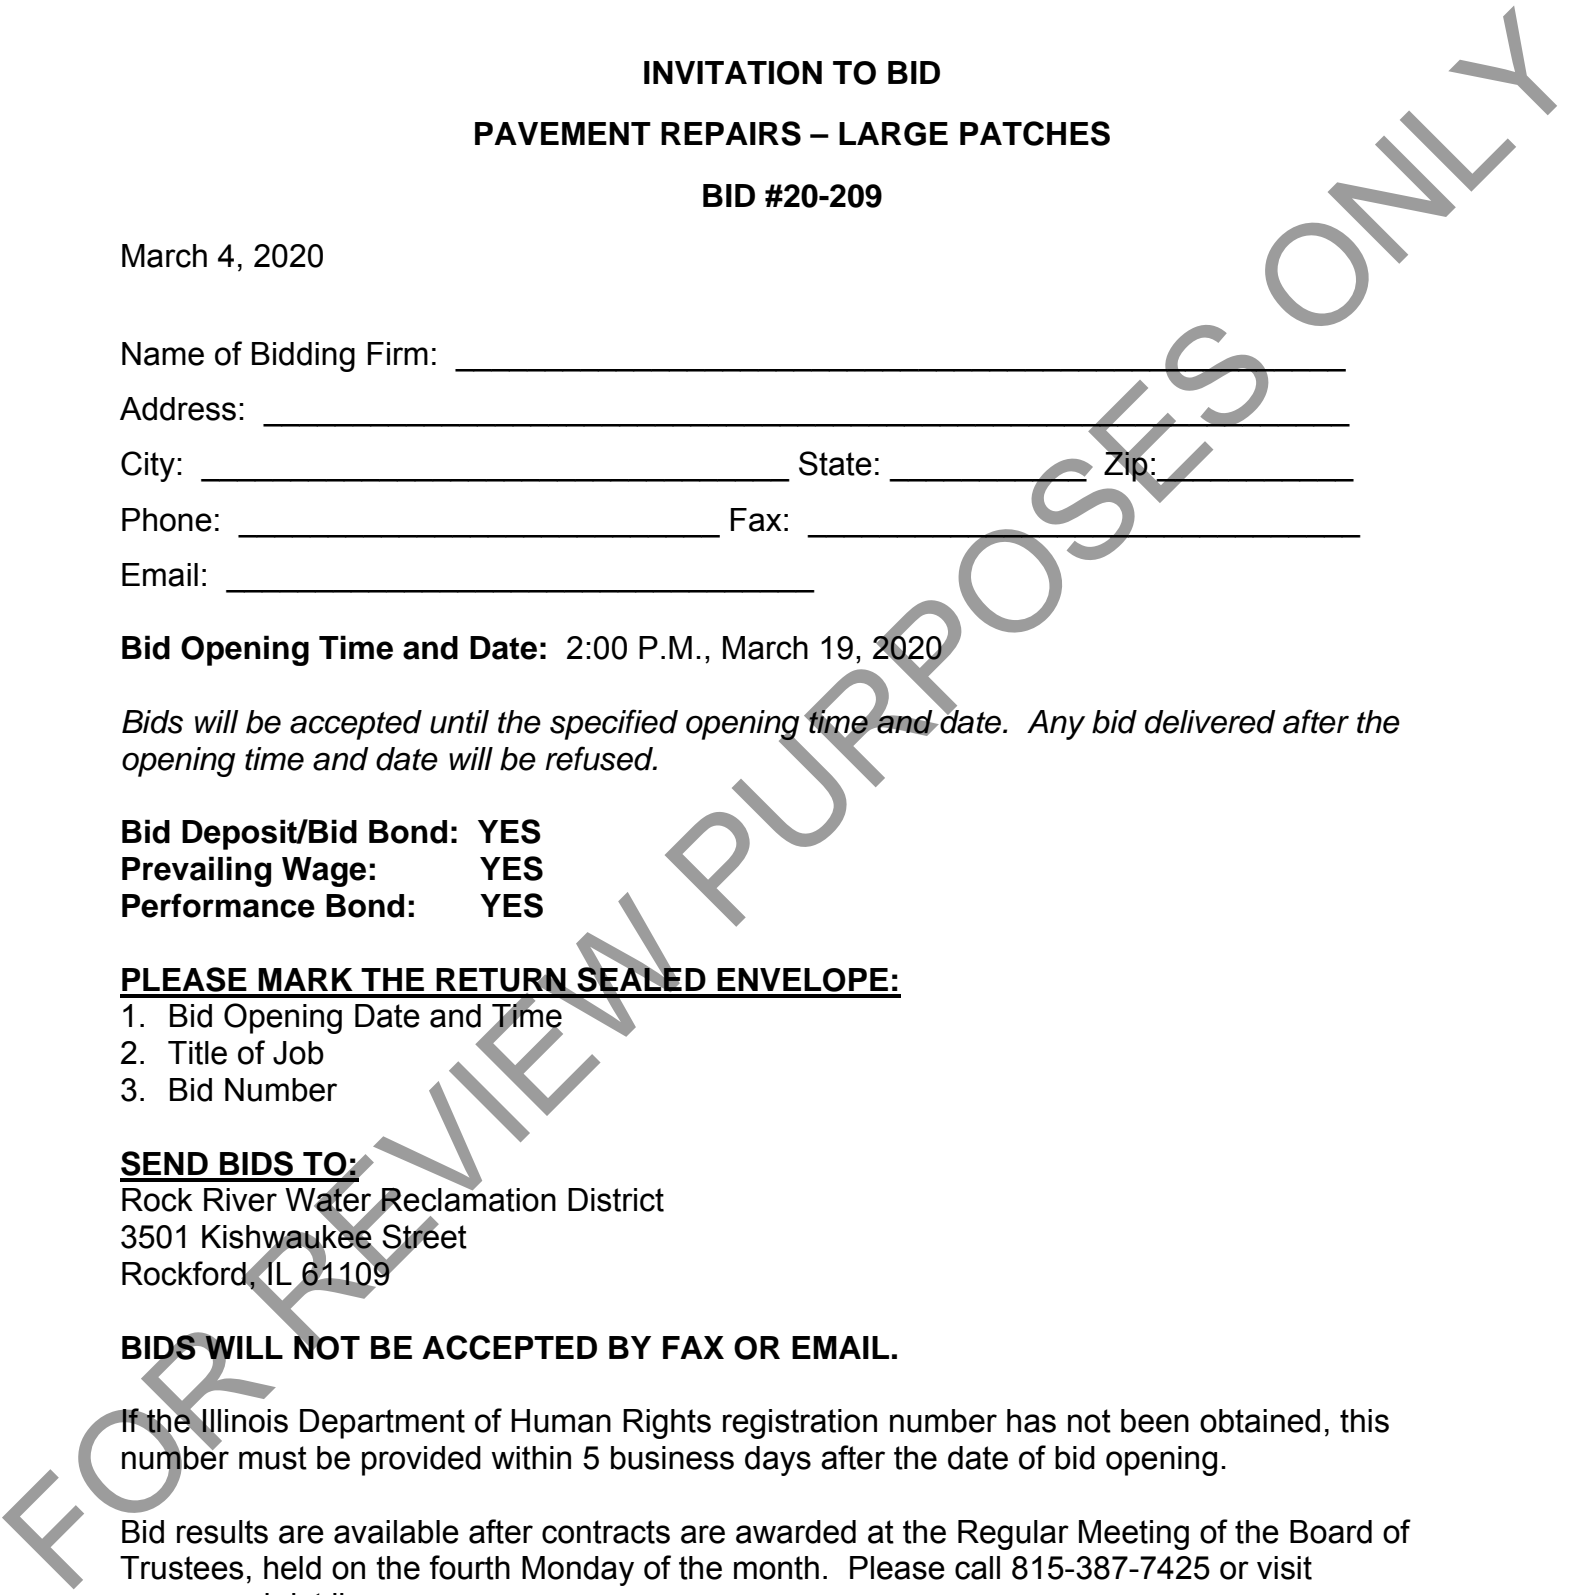 INVITATION TO BID
PAVEMENT REPAIRS – LARGE PATCHES
BID #20-209
March 4, 2020
Name of Bidding Firm:
Address:
City: State: Zip:
Phone: Fax:
Email:
Bid Opening Time and Date: 2:00 P.M., March 19, 2020
Bids will be accepted until the specified opening time and date. Any bid delivered after the
opening time and date will be refused.
Bid Deposit/Bid Bond: YES
Prevailing Wage: YES
Performance Bond: YES
PLEASE MARK THE RETURN SEALED ENVELOPE:
1. Bid Opening Date and Time
2. Title of Job
3. Bid Number
SEND BIDS TO:
Rock River Water Reclamation District
3501 Kishwaukee Street
Rockford, IL 61109
BIDS WILL NOT BE ACCEPTED BY FAX OR EMAIL.
If the Illinois Department of Human Rights registration number has not been obtained, this
number must be provided within 5 business days after the date of bid opening.
Bid results are available after contracts are awarded at the Regular Meeting of the Board of
Trustees, held on the fourth Monday of the month. Please call 815-387-7425 or visit
FOR REVIEW PURPOSES ONLY